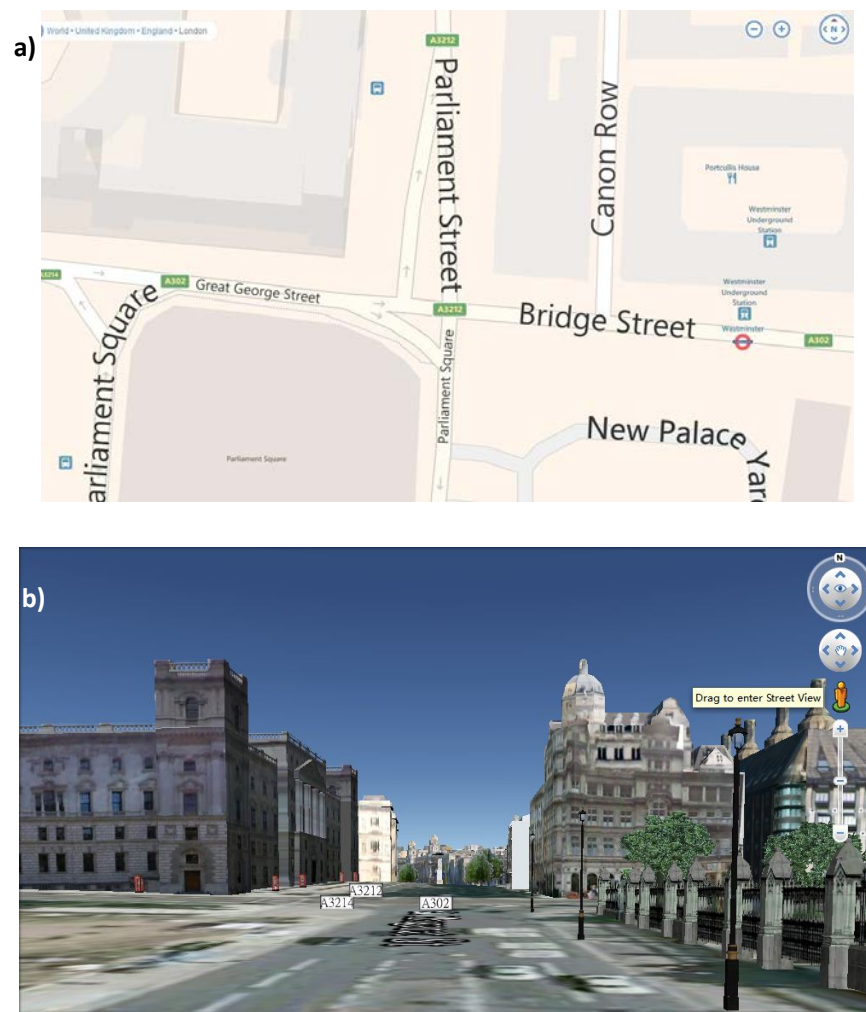 a)
World • United Kingdom • England • London
N
A3212
Parliament Street
Canon Row
Portcullis House
Westminster
Underground
Station
A3214
A302
Great George Street
A3212
Bridge Street
Westminster
Underground
Station
Westminster
A302
Parliament Square
Parliament Square
New Palace Yard
Parliament Square
b)
N
Drag to enter Street View
A3212
A3214
A302